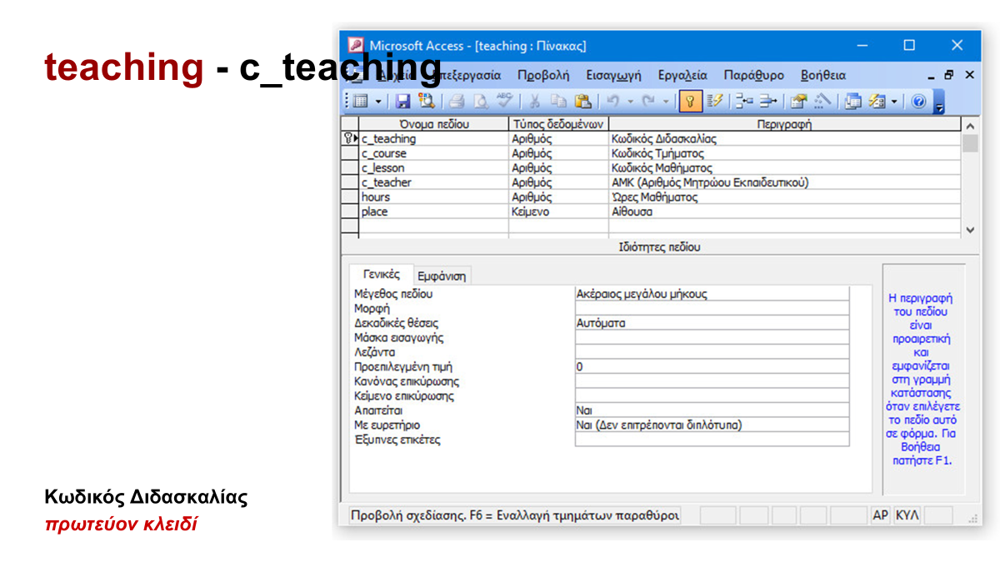 teaching - c_teaching
Microsoft Access - [teaching : Πίνακας]
Αρχείο Επεξεργασία Προβολή Εισαγωγή Εργαλεία Παράθυρο Βοήθεια
Όνομα πεδίου Τύπος δεδομένων Περιγραφή
c_teaching Αριθμός Κωδικός Διδασκαλίας
c_course Αριθμός Κωδικός Τμήματος
c_lesson Αριθμός Κωδικός Μαθήματος
c_teacher Αριθμός ΑΜΚ (Αριθμός Μητρώου Εκπαιδευτικού)
hours Αριθμός Ώρες Μαθήματος
place Κείμενο Αίθουσα
Ιδιότητες πεδίου
Γενικές Εμφάνιση
Μέγεθος πεδίου Ακέραιος μεγάλου μήκους
Μορφή
Δεκαδικές θέσεις Αυτόματα
Μάσκα εισαγωγής
Λεζάντα
Προεπιλεγμένη τιμή 0
Κανόνας επικύρωσης
Κείμενο επικύρωσης
Απαιτείται Ναι
Με ευρετήριο Ναι (Δεν επιτρέπονται διπλότυπα)
Έξυπνες ετικέτες
Η περιγραφή
του πεδίου
είναι
προαιρετική
και
εμφανίζεται
στη γραμμή
κατάστασης
όταν επιλέγετε
το πεδίο αυτό
σε φόρμα. Για
Βοήθεια
πατήστε F1.
Κωδικός Διδασκαλίας
πρωτεύον κλειδί
Προβολή σχεδίασης. F6 = Εναλλαγή τμημάτων παραθύρου ΑΡ ΚΥΛ